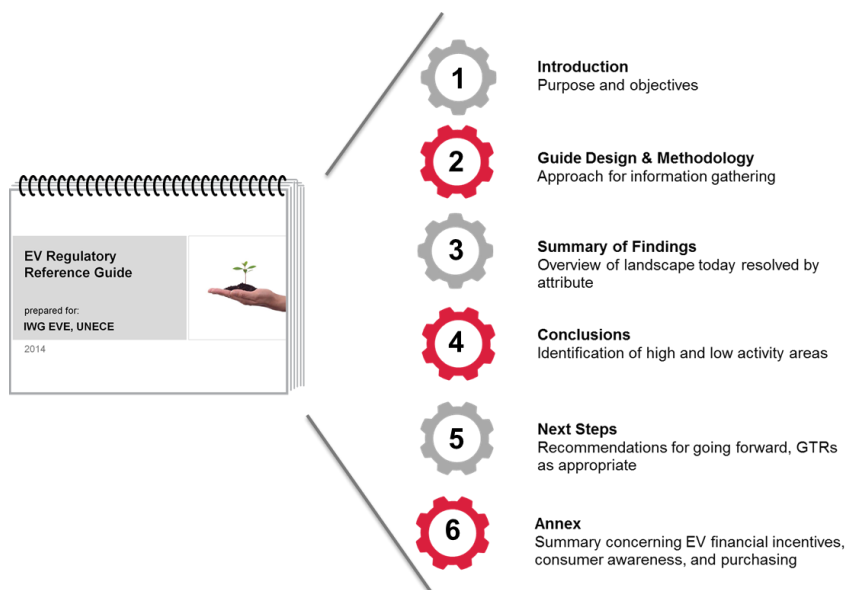 EV Regulatory
Reference Guide
prepared for:
IWG EVE, UNECE
2014
1
Introduction
Purpose and objectives
2
Guide Design & Methodology
Approach for information gathering
3
Summary of Findings
Overview of landscape today resolved by
attribute
4
Conclusions
Identification of high and low activity areas
5
Next Steps
Recommendations for going forward, GTRs
as appropriate
6
Annex
Summary concerning EV financial incentives,
consumer awareness, and purchasing